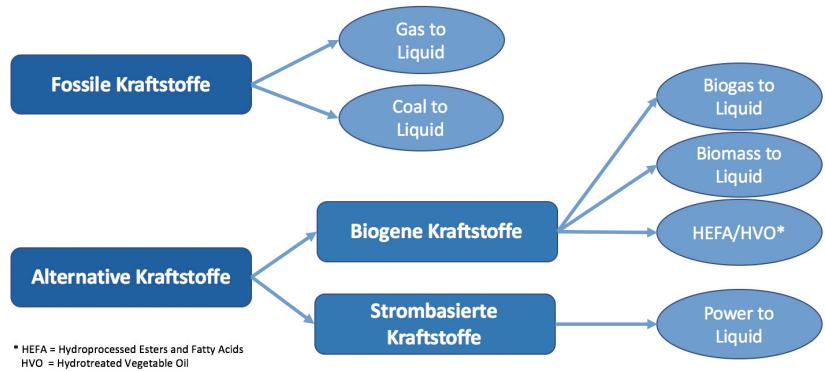 Fossile Kraftstoffe
Gas to
Liquid
Coal to
Liquid
Alternative Kraftstoffe
Biogene Kraftstoffe
Biogas to
Liquid
Biomass to
Liquid
HEFA/HVO*
Strombasierte
Kraftstoffe
Power to
Liquid
* HEFA = Hydroprocessed Esters and Fatty Acids
HVO = Hydrotreated Vegetable Oil